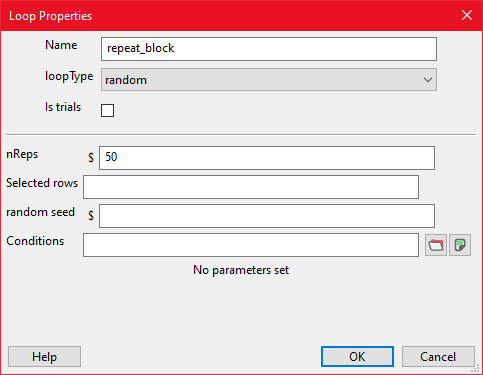 Loop Properties
Name repeat_block
loopType random
Is trials
nReps $ 50
Selected rows
random seed $
Conditions
No parameters set
Help OK Cancel